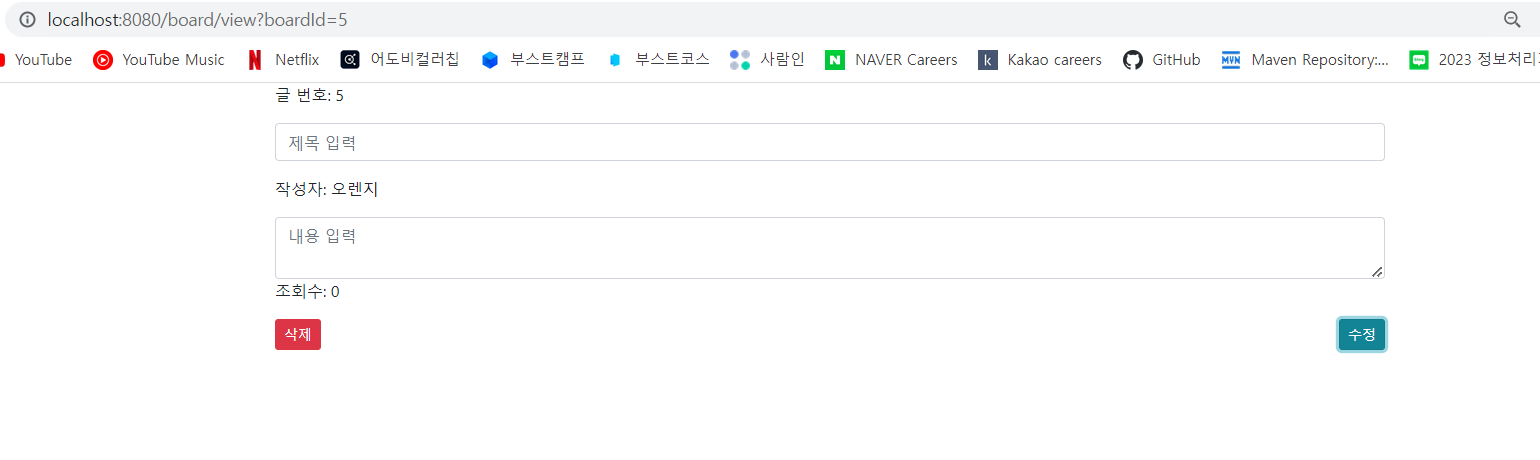 localhost:8080/board/view?boardId=5
YouTube YouTube Music Netflix 어도비컬러칩 부스트캠프 부스트코스 사람인 NAVER Careers Kakao careers GitHub Maven Repository:... 2023 정보처리
글 번호: 5
제목 입력
작성자: 오렌지
내용 입력
조회수: 0
삭제 수정